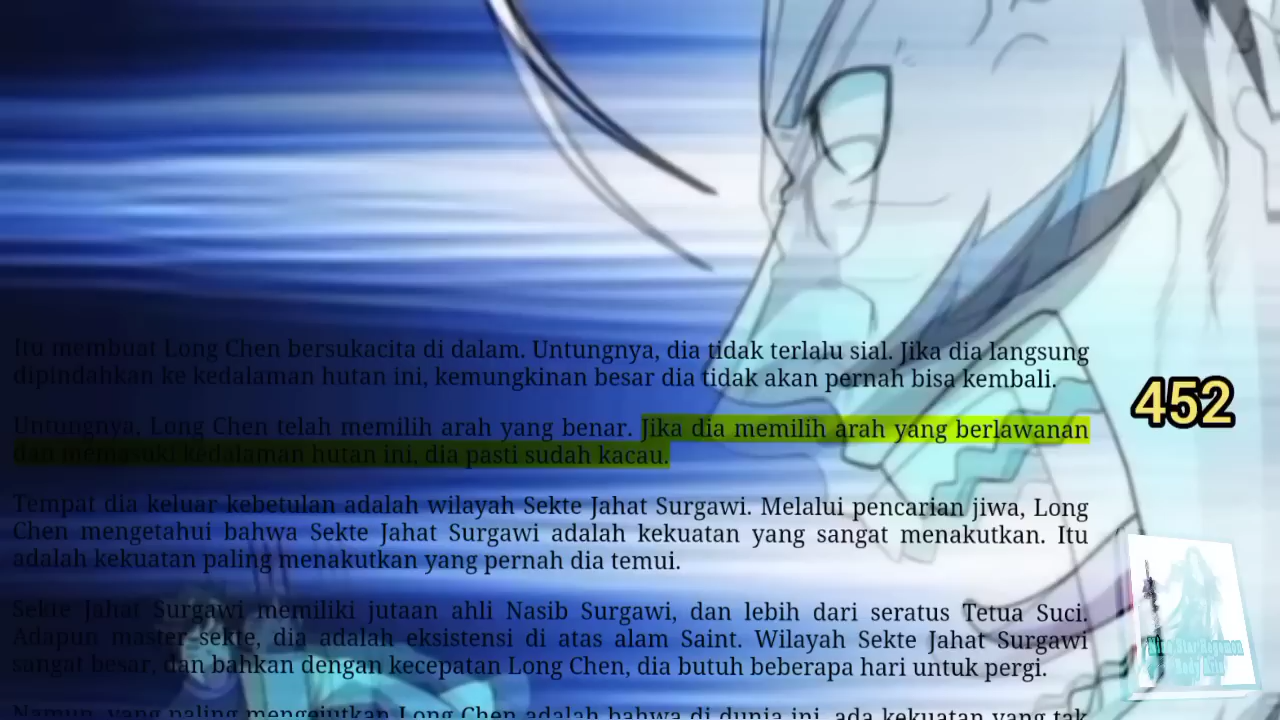 Itu membuat Long Chen bersukacita di dalam. Untungnya, dia tidak terlalu sial. Jika dia langsung
dipindahkan ke kedalaman hutan ini, kemungkinan besar dia tidak akan pernah bisa kembali.
Untungnya, Long Chen telah memilih arah yang benar. Jika dia memilih arah yang berlawanan
dan memasuki kedalaman hutan ini, dia pasti sudah kacau.
452
Tempat dia keluar kebetulan adalah wilayah Sekte Jahat Surgawi. Melalui pencarian jiwa, Long
Chen mengetahui bahwa Sekte Jahat Surgawi adalah kekuatan yang sangat menakutkan. Itu
adalah kekuatan paling menakutkan yang pernah dia temui.
Sekte Jahat Surgawi memiliki jutaan ahli Nasib Surgawi, dan lebih dari seratus Tetua Suci.
Adapun master sekte, dia adalah eksistensi di atas alam Saint. Wilayah Sekte Jahat Surgawi
sangat besar, dan bahkan dengan kecepatan Long Chen, dia butuh beberapa hari untuk pergi.
Namun, yang paling mengejutkan Long Chen adalah bahwa di dunia ini, ada kekuatan yang tak